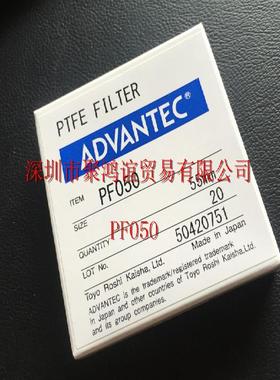 PTFE FILTER
ADVANTEC®
深圳市聚鸿谊贸易有限公司
ITEM PF050
SIZE 55mm
PF050
QUANTITY 20
LOT No. 50420751
Made in Japan
Toyo Roshi Kaisha, Ltd.
ADVANTEC is the trademark/registered trademark
in Japan and other countries of Toyo Roshi Kaisha, Ltd.
and its group companies.